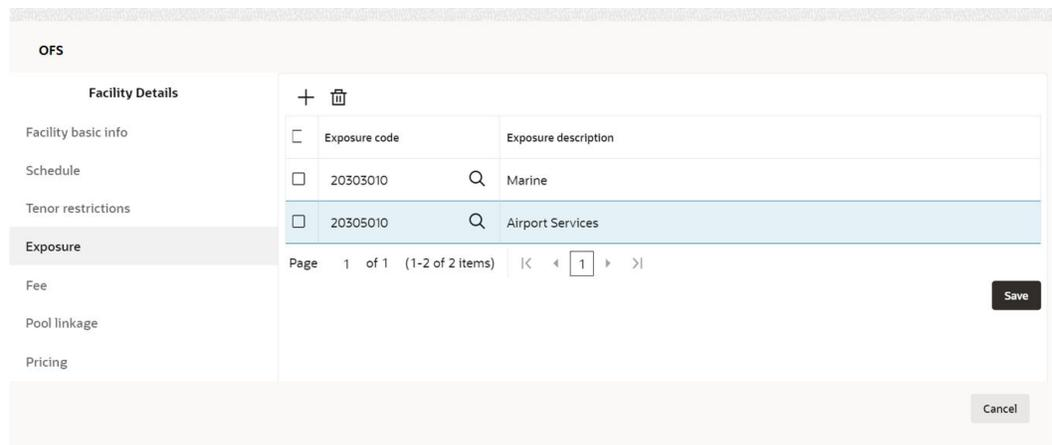 OFS
Facility Details
Facility basic info
Schedule
Tenor restrictions
Exposure
Fee
Pool linkage
Pricing
Exposure code Exposure description
20303010 Marine
20305010 Airport Services
Page 1 of 1 (1-2 of 2 items) 1
Save
Cancel